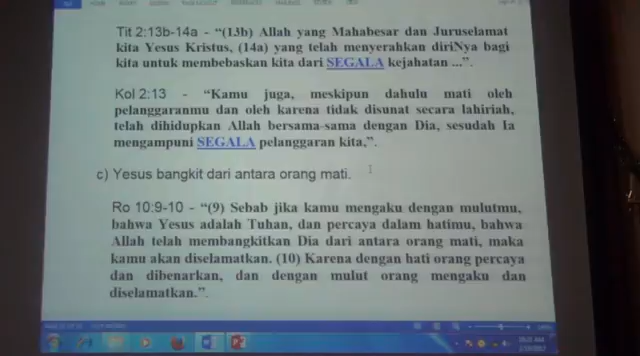 Tit 2:13b-14a - “(13b) Allah yang Mahabesar dan Juruselamat
kita Yesus Kristus, (14a) yang telah menyerahkan diriNya bagi
kita untuk membebaskan kita dari SEGALA kejahatan ...”.
Kol 2:13 - “Kamu juga, meskipun dahulu mati oleh
pelanggaranmu dan oleh karena tidak disunat secara lahiriah,
telah dihidupkan Allah bersama-sama dengan Dia, sesudah Ia
mengampuni SEGALA pelanggaran kita,”.
c) Yesus bangkit dari antara orang mati.
Ro 10:9-10 - “(9) Sebab jika kamu mengaku dengan mulutmu,
bahwa Yesus adalah Tuhan, dan percaya dalam hatimu, bahwa
Allah telah membangkitkan Dia dari antara orang mati, maka
kamu akan diselamatkan. (10) Karena dengan hati orang percaya
dan dibenarkan, dan dengan mulut orang mengaku dan
diselamatkan.”.